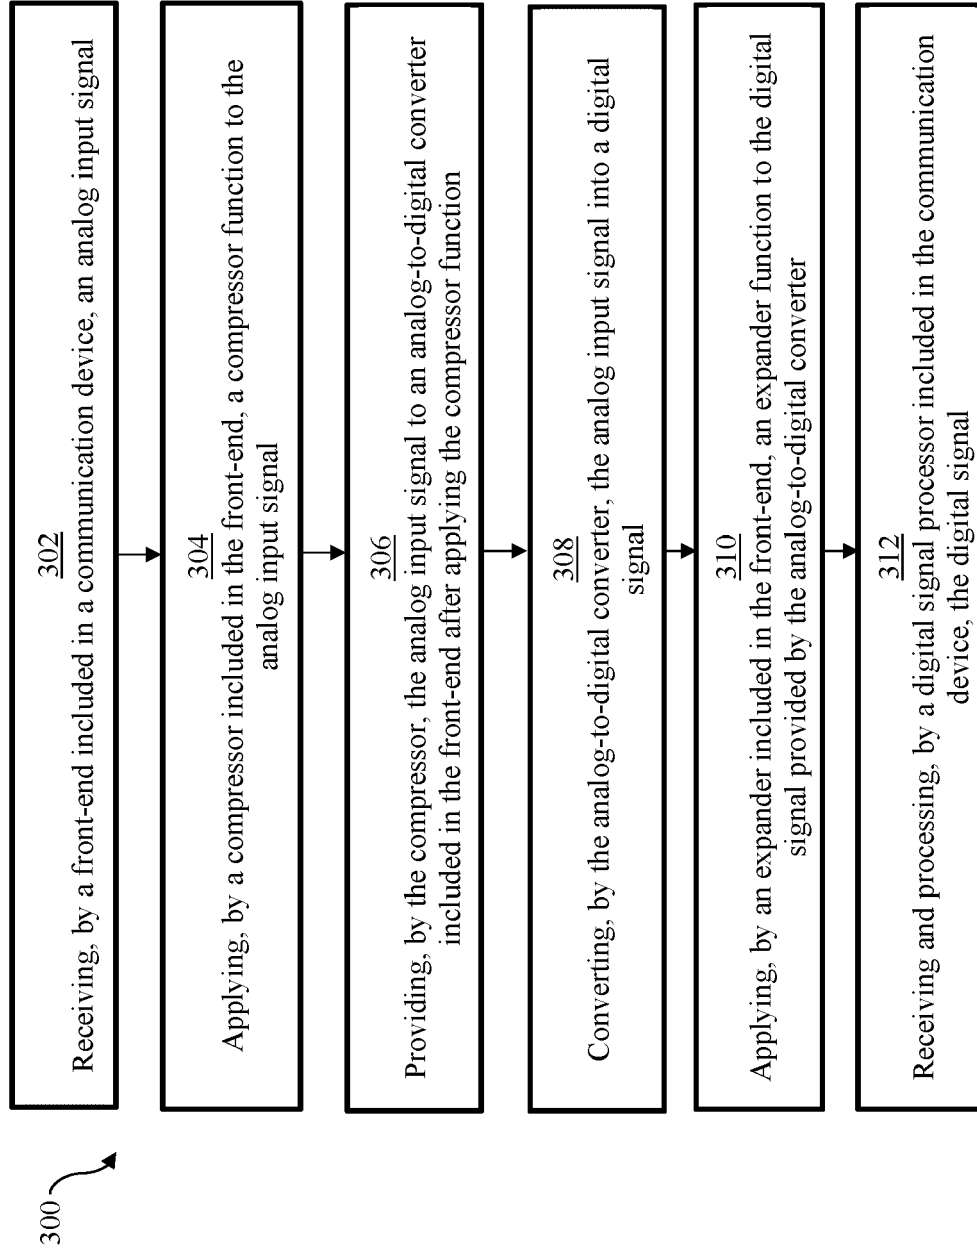 300
302
Receiving, by a front-end included in a communication device, an analog input signal
304
Applying, by a compressor included in the front-end, a compressor function to the
analog input signal
306
Providing, by the compressor, the analog input signal to an analog-to-digital converter
included in the front-end after applying the compressor function
308
Converting, by the analog-to-digital converter, the analog input signal into a digital
signal
310
Applying, by an expander included in the front-end, an expander function to the digital
signal provided by the analog-to-digital converter
312
Receiving and processing, by a digital signal processor included in the communication
device, the digital signal